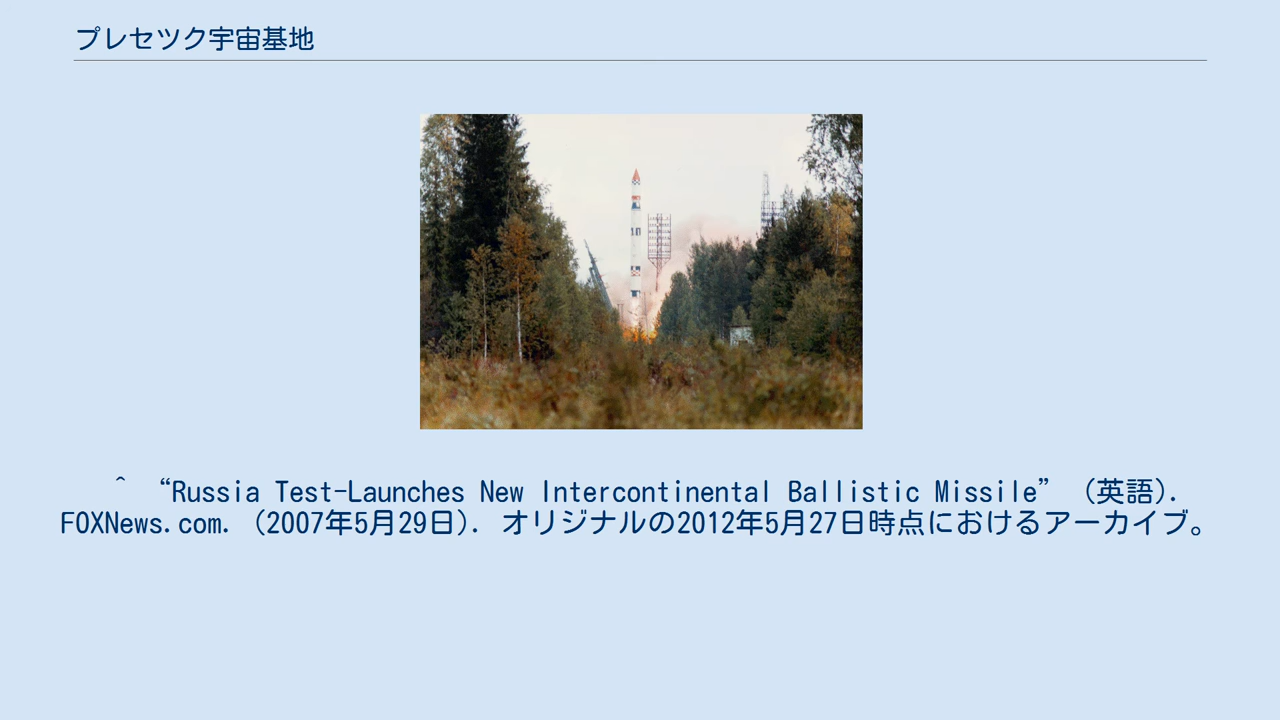 プレセツク宇宙基地
^ “Russia Test-Launches New Intercontinental Ballistic Missile” (英語).
FOXNews.com. (2007年5月29日). オリジナルの2012年5月27日時点におけるアーカイブ。